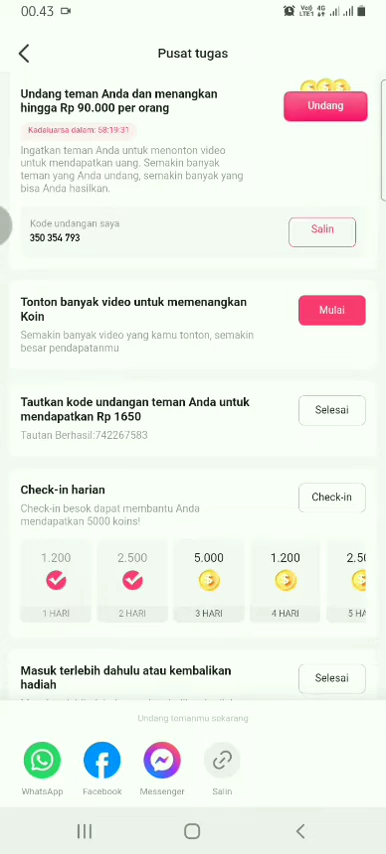 00.43
Pusat tugas
Undang teman Anda dan menangkan
hingga Rp 90.000 per orang
Undang
Kadaluarsa dalam: 58:19:31
Ingatkan teman Anda untuk menonton video
untuk mendapatkan uang. Semakin banyak
teman yang Anda undang, semakin banyak yang
bisa Anda hasilkan.
Kode undangan saya
350 354 793
Salin
Tonton banyak video untuk memenangkan
Koin
Mulai
Semakin banyak video yang kamu tonton, semakin
besar pendapatanmu
Tautkan kode undangan teman Anda untuk
mendapatkan Rp 1650
Selesai
Tautan Berhasil:742267583
Check-in harian
Check-in
Check-in besok dapat membantu Anda
mendapatkan 5000 koins!
1.200 2.500 5.000 1.200 2.50
1 HARI 2 HARI 3 HARI 4 HARI 5 HA
Masuk terlebih dahulu atau kembalikan
hadiah
Selesai
Undang temanmu sekarang
WhatsApp Facebook Messenger Salin